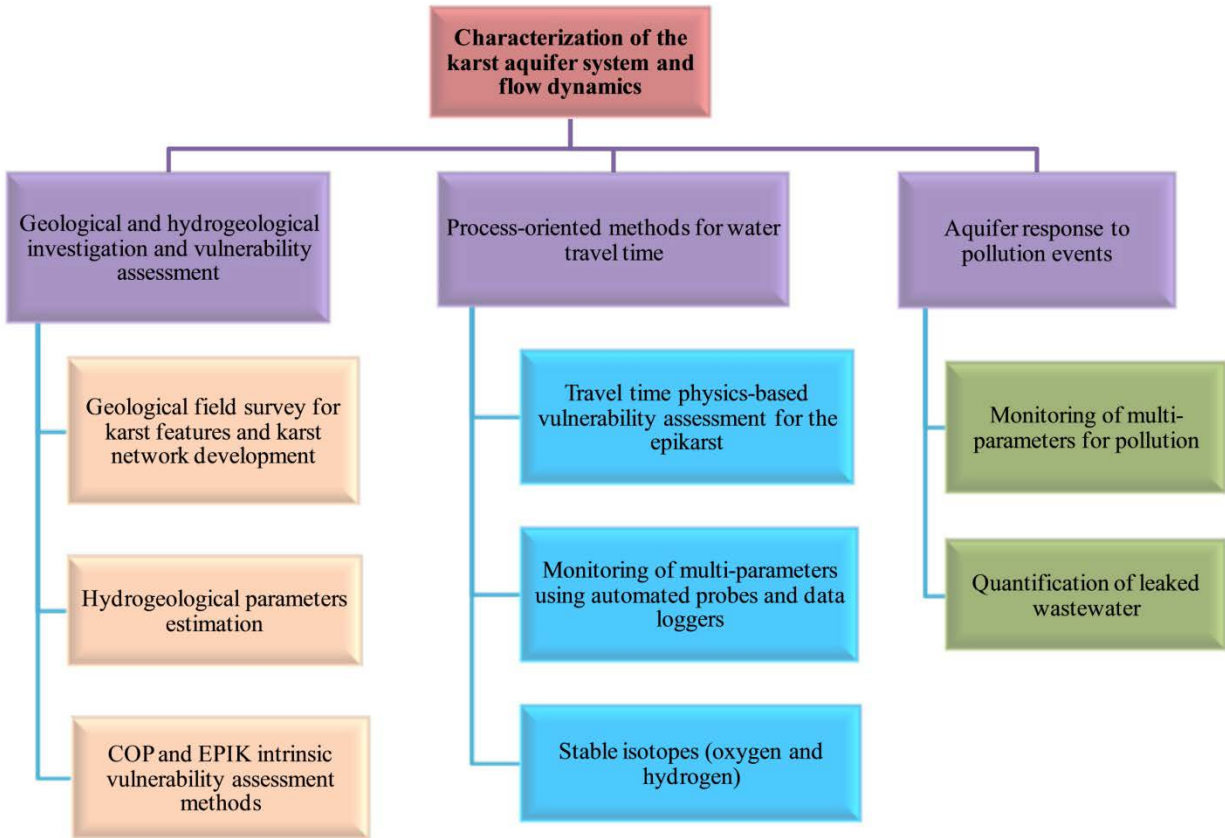 Characterization of the
karst aquifer system and
flow dynamics
Geological and hydrogeological
investigation and vulnerability
assessment
Geological field survey for
karst features and karst
network development
Hydrogeological parameters
estimation
COP and EPIK intrinsic
vulnerability assessment
methods
Process-oriented methods for water
travel time
Travel time physics-based
vulnerability assessment for the
epikarst
Monitoring of multi-parameters
using automated probes and data
loggers
Stable isotopes (oxygen and
hydrogen)
Aquifer response to
pollution events
Monitoring of multi-
parameters for pollution
Quantification of leaked
wastewater